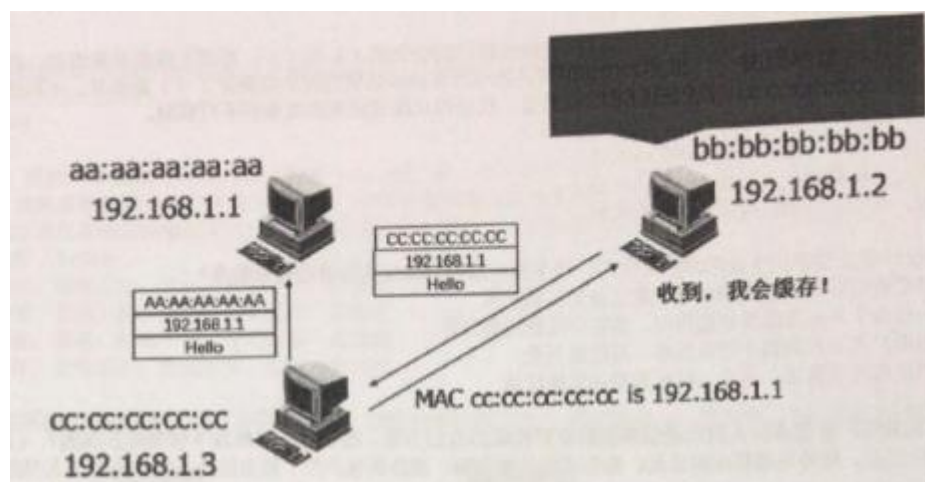 aa:aa:aa:aa:aa
192.168.1.1
bb:bb:bb:bb:bb
192.168.1.2
CC:CC:CC:CC:CC
192.168.1.1
Hello
收到，我会缓存！
AA:AA:AA:AA:AA
192.168.1.1
Hello
MAC cc:cc:cc:cc:cc is 192.168.1.1
cc:cc:cc:cc:cc
192.168.1.3